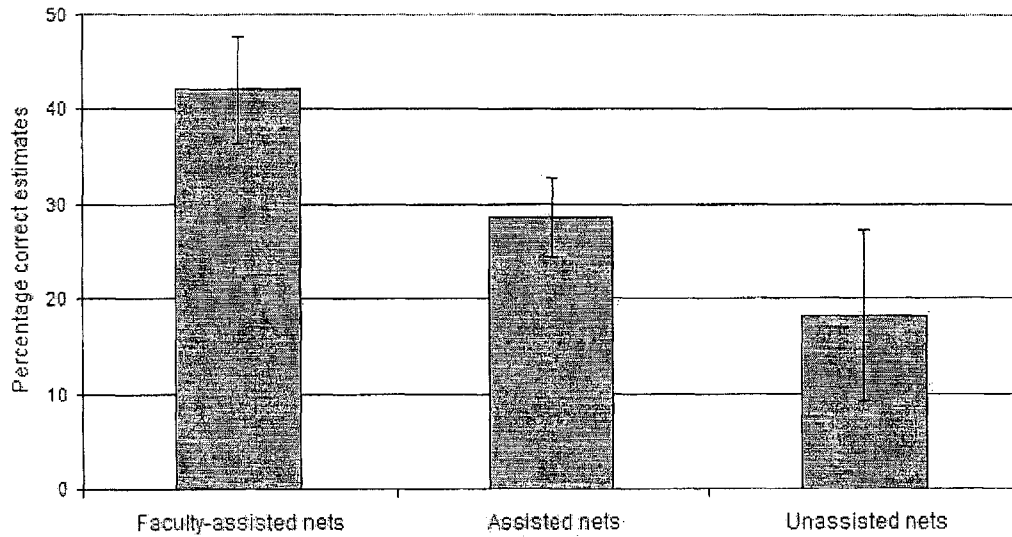 50
40
30
20
10
0
Percentage correct estimates
Faculty-assisted nets
Assisted nets
Unassisted nets